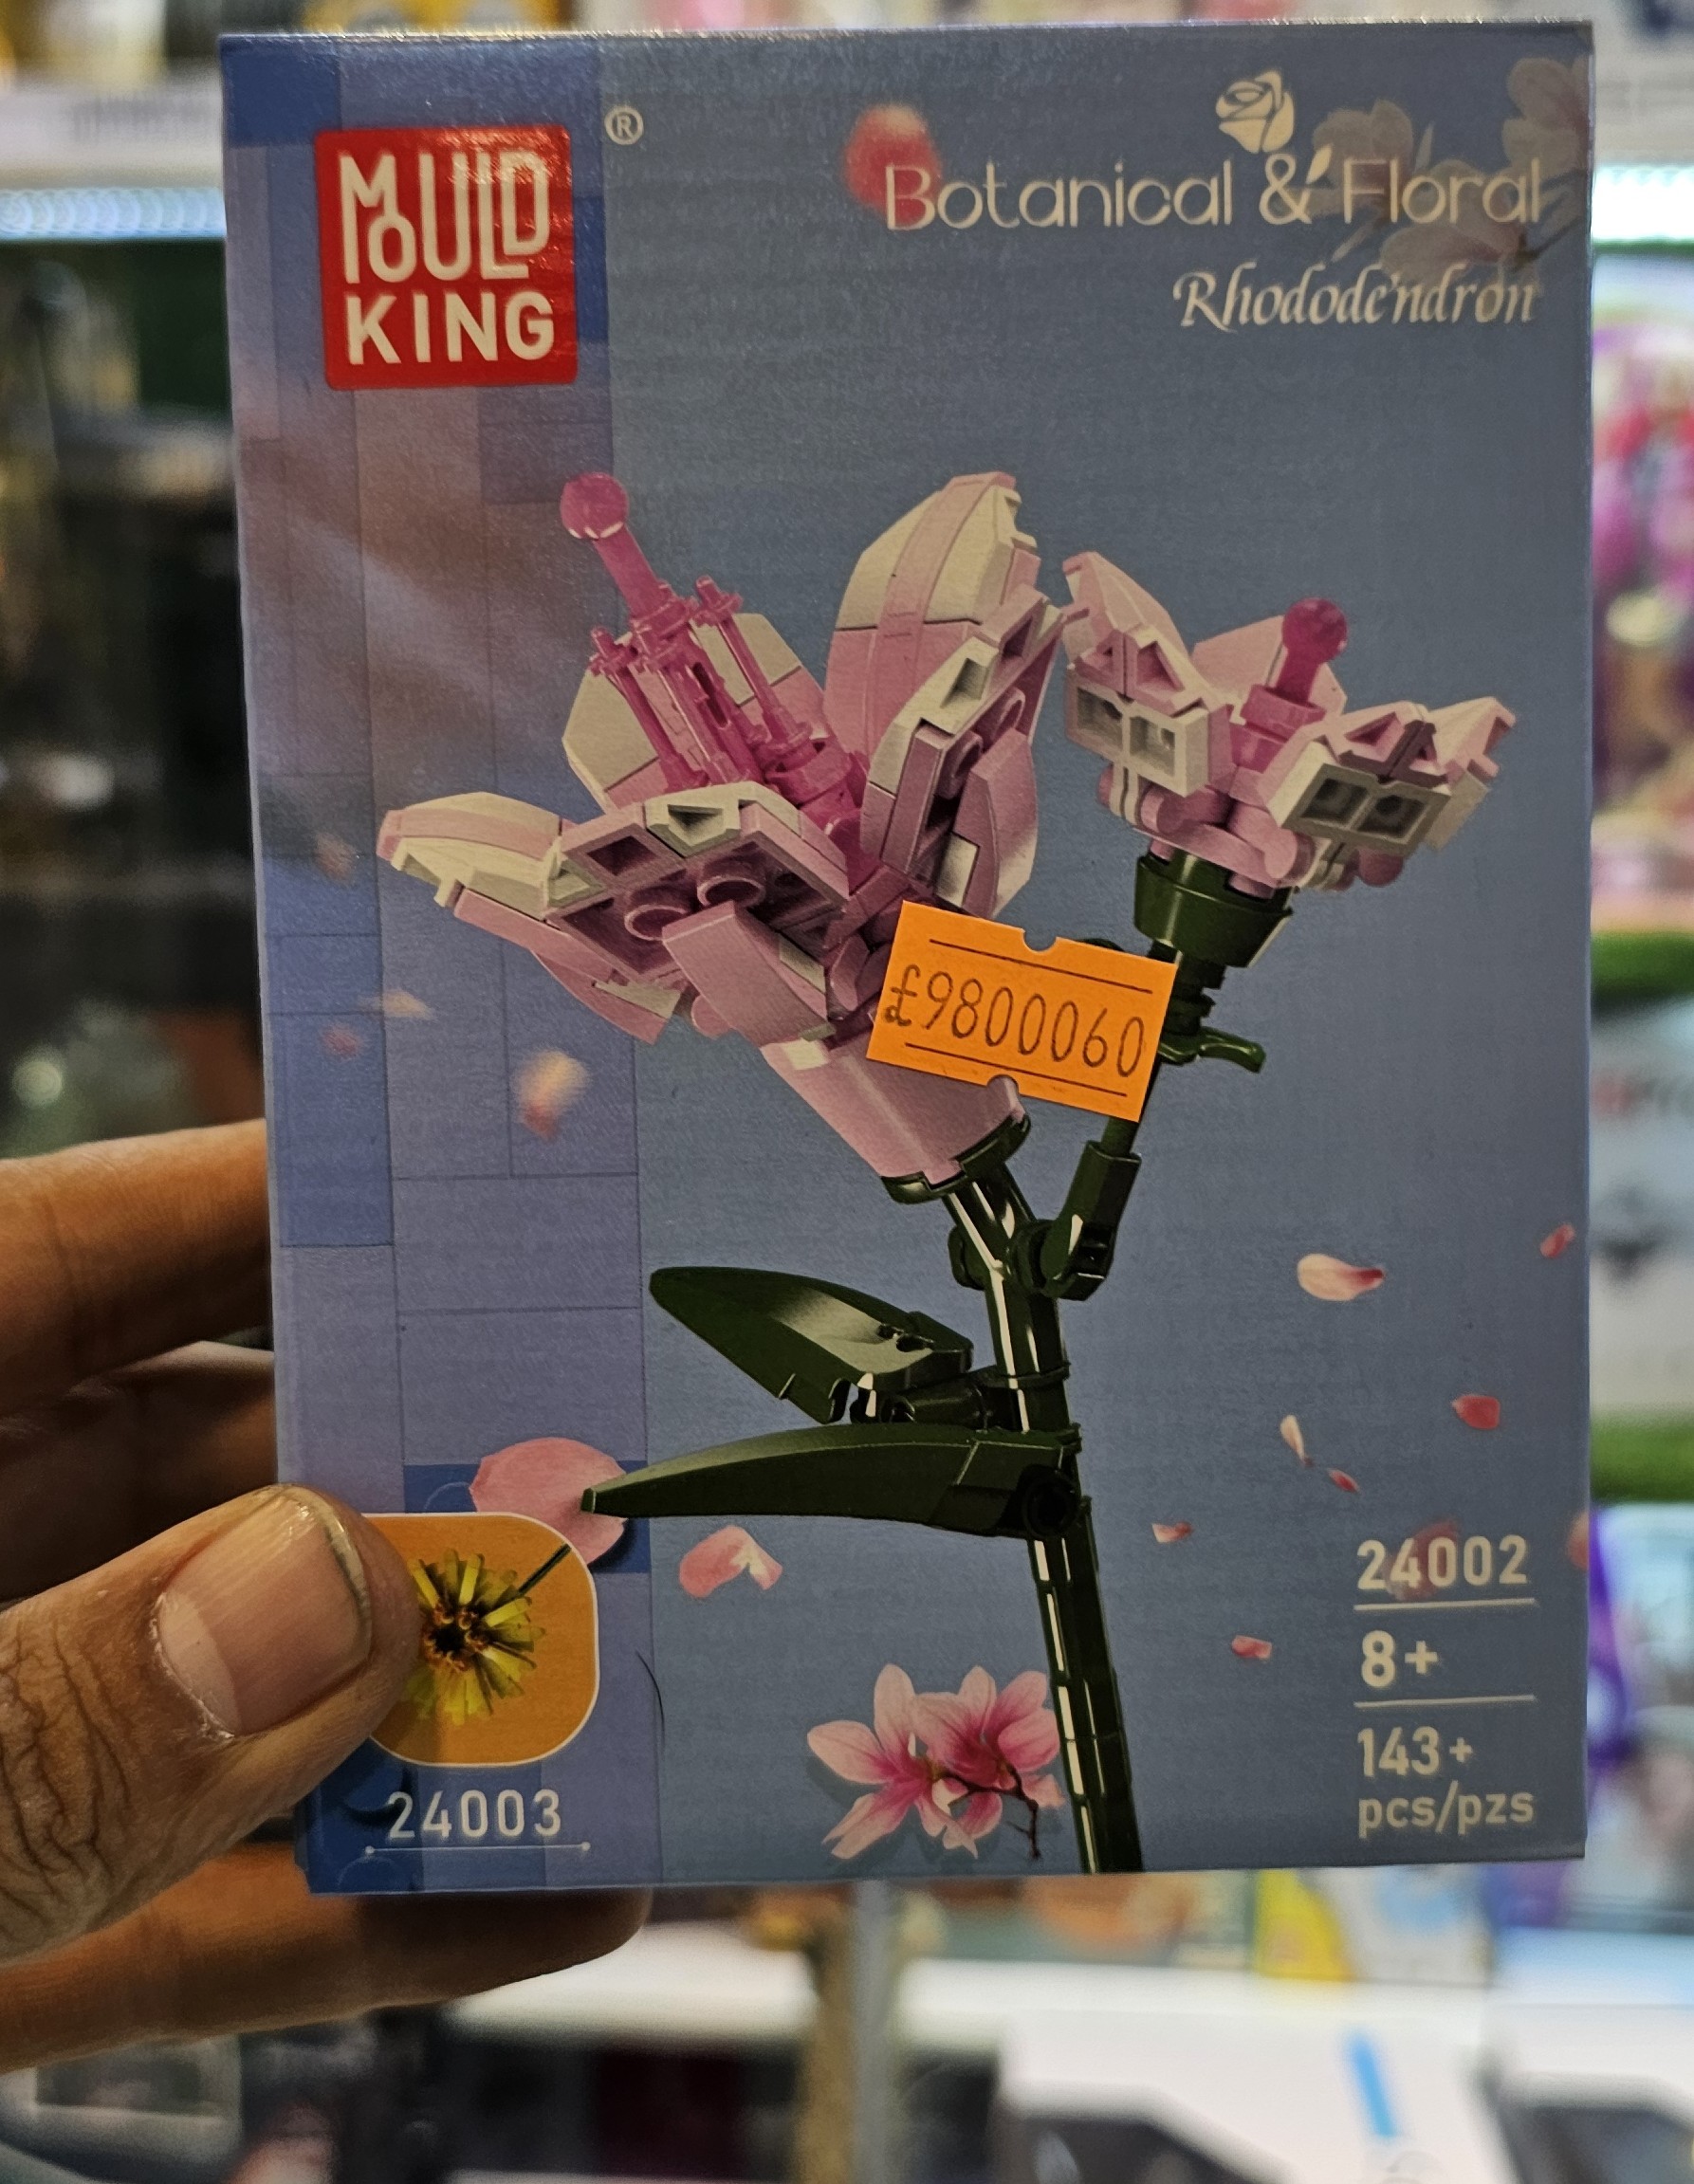 MOULD
KING
®
Botanical & Floral
Rhododendron
£9800060
24002
8+
143+
pcs/pzs
24003